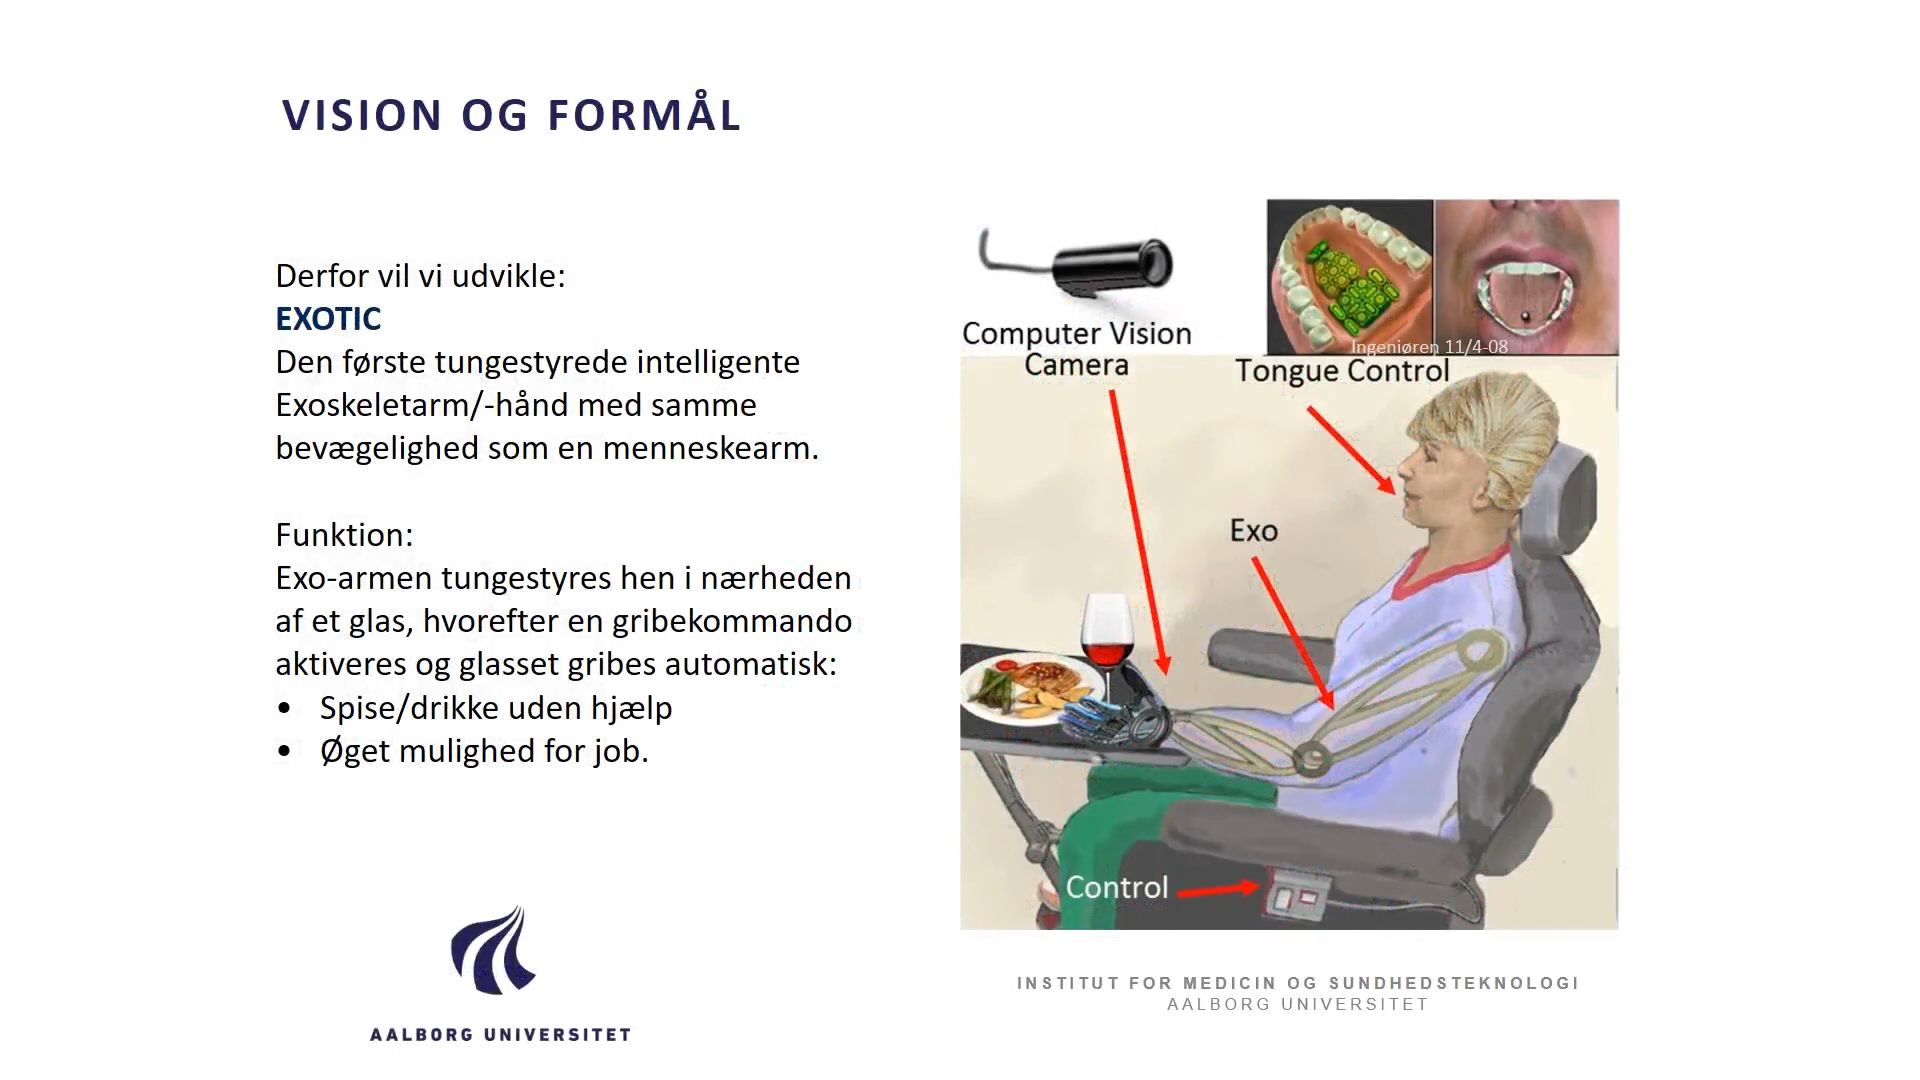 VISION OG FORMÅL
Derfor vil vi udvikle:
EXOTIC
Den første tungestyrede intelligente
Exoskeletarm/-hånd med samme
bevægelighed som en menneskearm.
Funktion:
Exo-armen tungestyres hen i nærheden
af et glas, hvorefter en gribekommando
aktiveres og glasset gribes automatisk:
• Spise/drikke uden hjælp
• Øget mulighed for job.
Computer Vision
Camera
Ingeniøren 11/4-08
Tongue Control
Exo
Control
AALBORG UNIVERSITET
INSTITUT FOR MEDICIN OG SUNDHEDSTEKNOLOGI
AALBORG UNIVERSITET